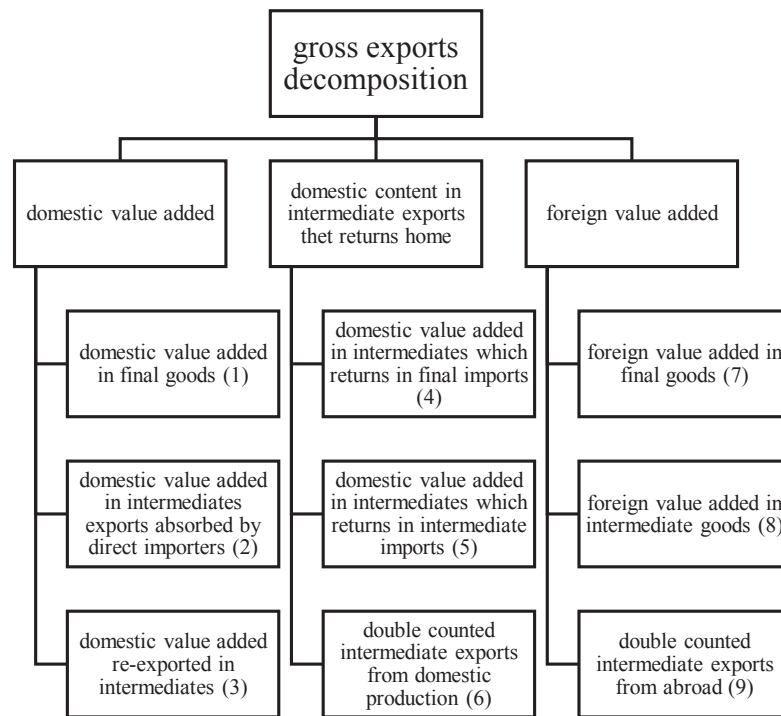 gross exports
decomposition
domestic value added
domestic content in
intermediate exports
thet returns home
foreign value added
domestic value added
in final goods (1)
domestic value added
in intermediates which
returns in final imports
(4)
foreign value added in
final goods (7)
domestic value added
in intermediates
exports absorbed by
direct importers (2)
domestic value added
in intermediates which
returns in intermediate
imports (5)
foreign value added in
intermediate goods (8)
domestic value added
re-exported in
intermediates (3)
double counted
intermediate exports
from domestic
production (6)
double counted
intermediate exports
from abroad (9)